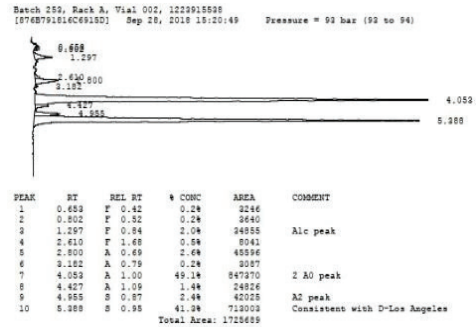 Batch 253, Rack A, Vial 002, 1223915538
[876B791816C6915D] Sep 28, 2018 15:20:49 Pressure = 93 bar (93 to 94)
1.297
2.610
2.800
3.182
4.053
4.427
4.955
5.388
PEAK RT REL RT % CONC AREA COMMENT
1 0.653 F 0.42 0.2% 3246
2 0.802 F 0.52 0.2% 3640
3 1.297 F 0.84 2.0% 34855 A1c peak
4 2.610 F 1.68 0.5% 8041
5 2.800 A 0.69 2.6% 45596
6 3.182 A 0.79 0.2% 3087
7 4.053 A 1.00 49.1% 847370 2 A0 peak
8 4.427 A 1.09 1.4% 24826
9 4.955 S 0.87 2.4% 42025 A2 peak
10 5.388 S 0.95 41.3% 713003 Consistent with D-Los Angeles
Total Area: 1725689